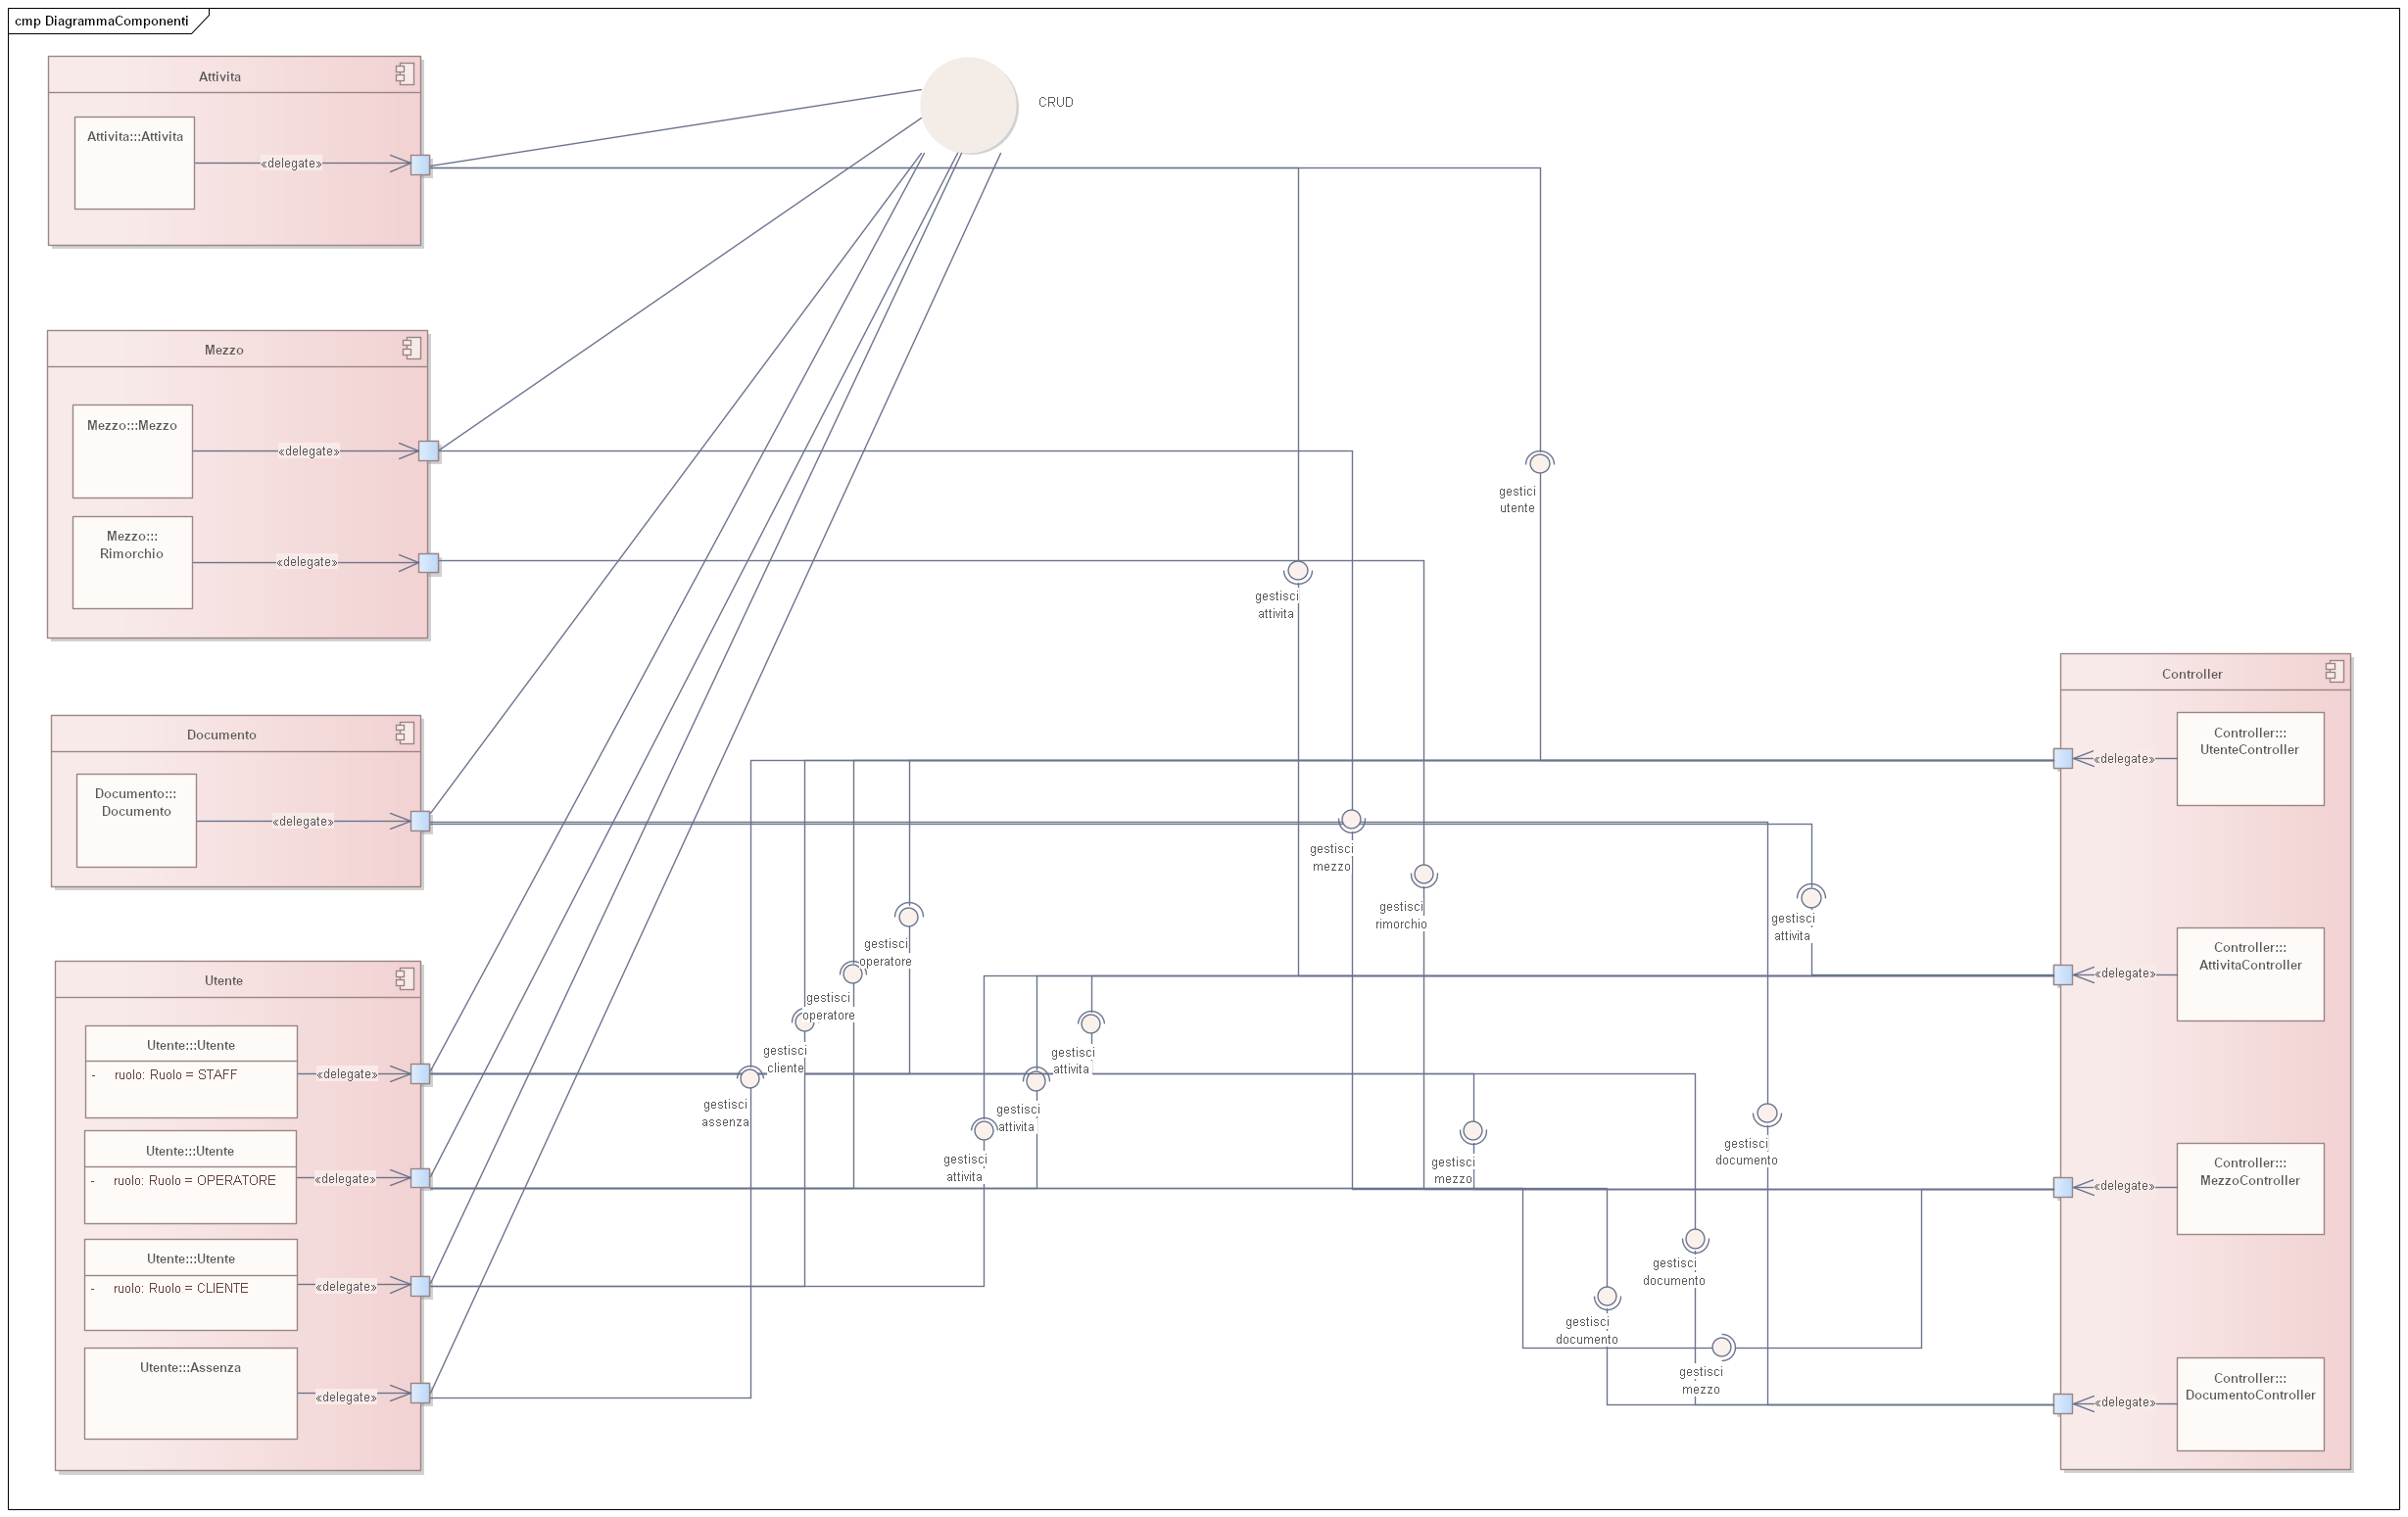 cmp DiagrammaComponenti
Attivita
Attivita:::Attivita
«delegate»
CRUD
Mezzo
Mezzo:::Mezzo
«delegate»
Mezzo:::
Rimorchio
«delegate»
gestici
utente
gestisci
attivita
Documento
Documento:::
Documento
«delegate»
gestisci
mezzo
gestisci
rimorchio
gestisci
attivita
gestisci
operatore
gestisci
operatore
gestisci
cliente
gestisci
assenza
gestisci
attivita
gestisci
attivita
gestisci
attivita
gestisci
mezzo
gestisci
documento
gestisci
documento
gestisci
documento
gestisci
mezzo
Utente
Utente:::Utente
- ruolo: Ruolo = STAFF
«delegate»
Utente:::Utente
- ruolo: Ruolo = OPERATORE
«delegate»
Utente:::Utente
- ruolo: Ruolo = CLIENTE
«delegate»
Utente:::Assenza
«delegate»
Controller
Controller:::
UtenteController
«delegate»
Controller:::
AttivitaController
«delegate»
Controller:::
MezzoController
«delegate»
Controller:::
DocumentoController
«delegate»